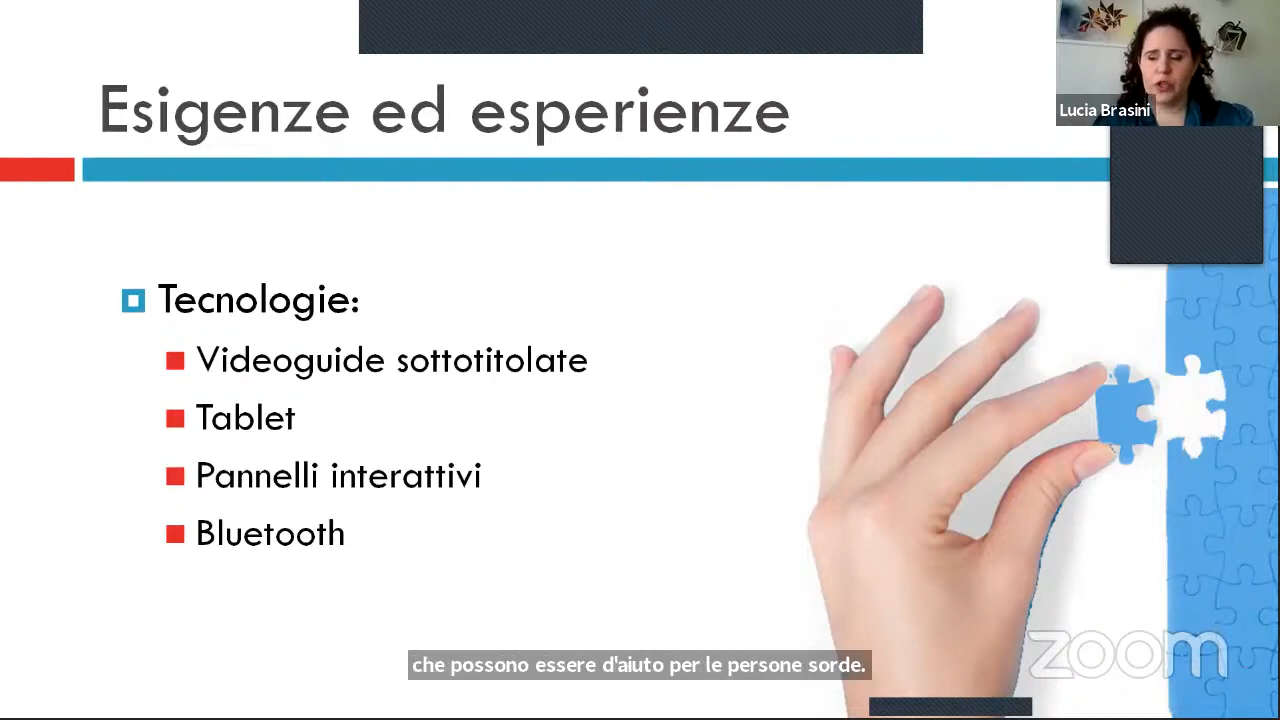 Esigenze ed esperienze
Lucia Brasini
Tecnologie:
Videoguide sottotitolate
Tablet
Pannelli interattivi
Bluetooth
che possono essere d'aiuto per le persone sorde.
zoom